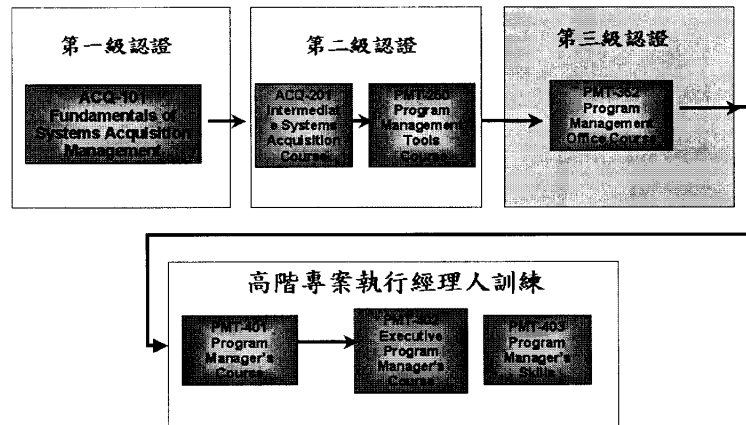 第一級認證
ACQ-101
Fundamentals of
Systems Acquisition
Management
第二級認證
ACQ-201
Intermediat
e Systems
Acquisition
Course
PMT-250
Program
Management
Tools
Course
第三級認證
PMT-352
Program
Management
Office Course
高階專案執行經理人訓練
PMT-401
Program
Manager's
Course
PMT-402
Executive
Program
Manager's
Course
PMT-403
Program
Manager's
Skills